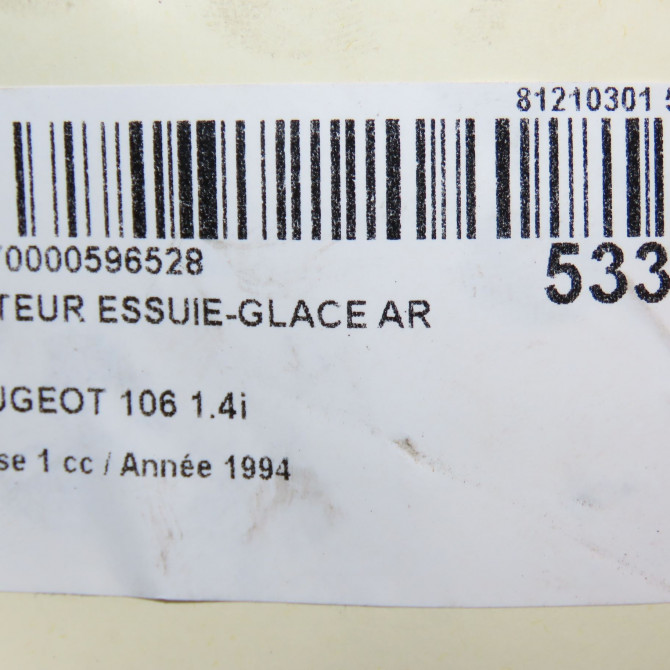 81210301 5
70000596528
533
TEUR ESSUIE-GLACE AR
UGEOT 106 1.4i
se 1 cc / Année 1994